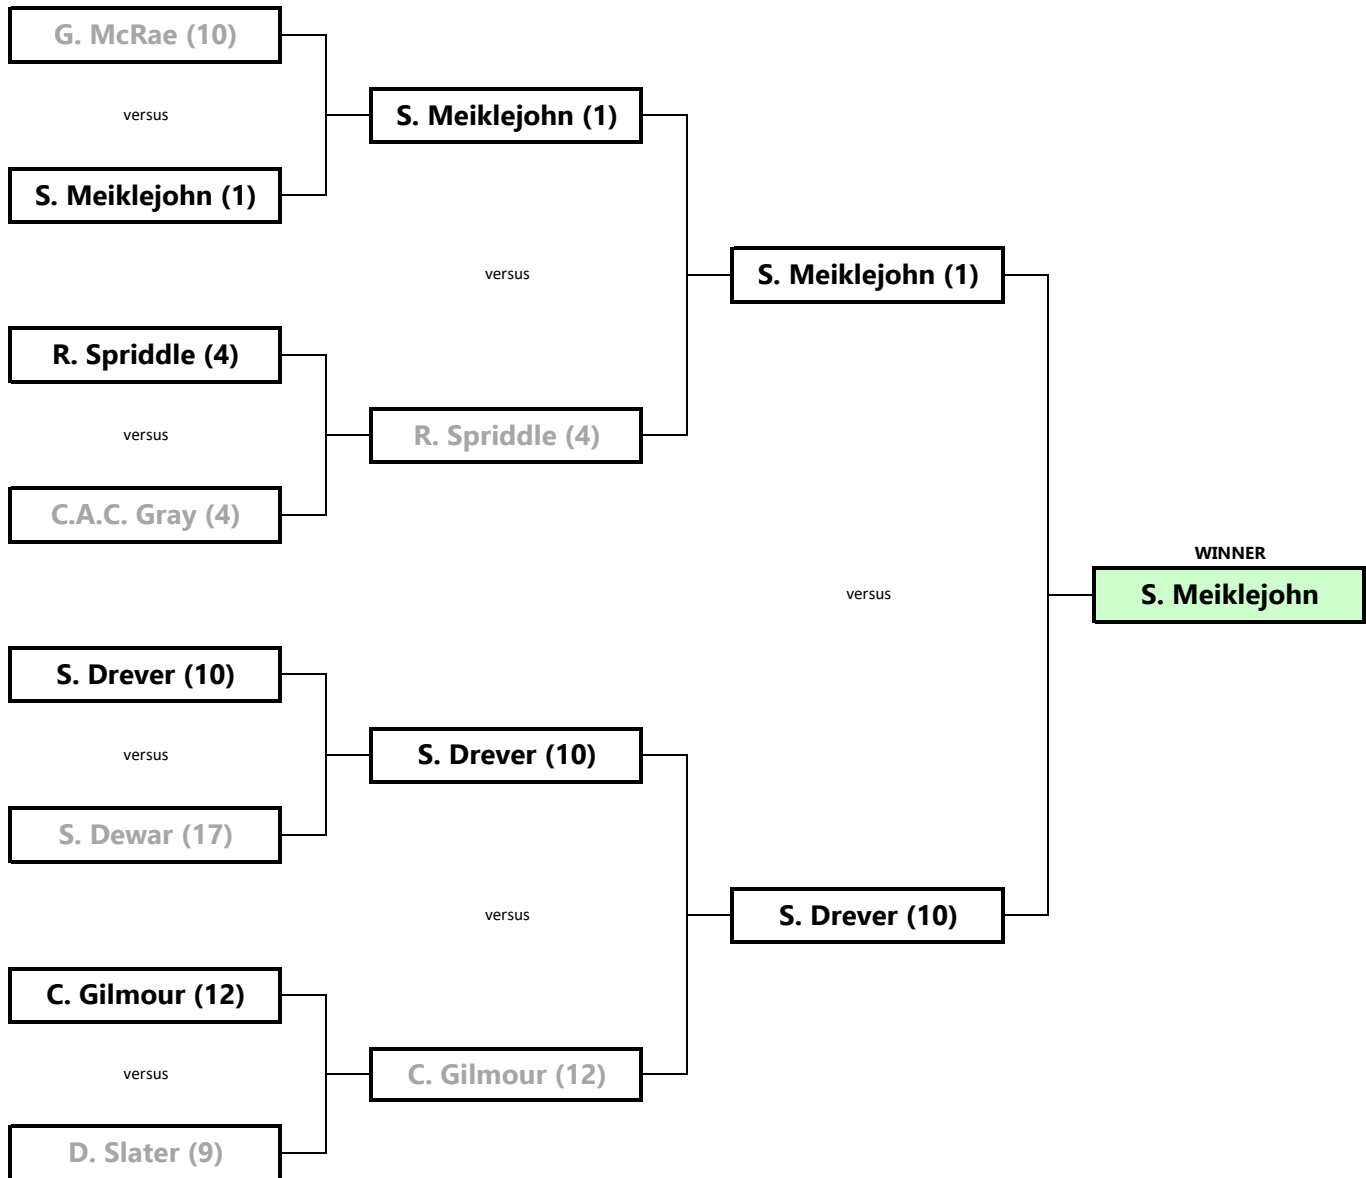 G. McRae (10)
versus
S. Meiklejohn (1)
S. Meiklejohn (1)
versus
S. Meiklejohn (1)
R. Spriddle (4)
versus
R. Spriddle (4)
C.A.C. Gray (4)
WINNER
versus
S. Meiklejohn
S. Drever (10)
versus
S. Drever (10)
S. Dewar (17)
versus
S. Drever (10)
C. Gilmour (12)
versus
C. Gilmour (12)
D. Slater (9)